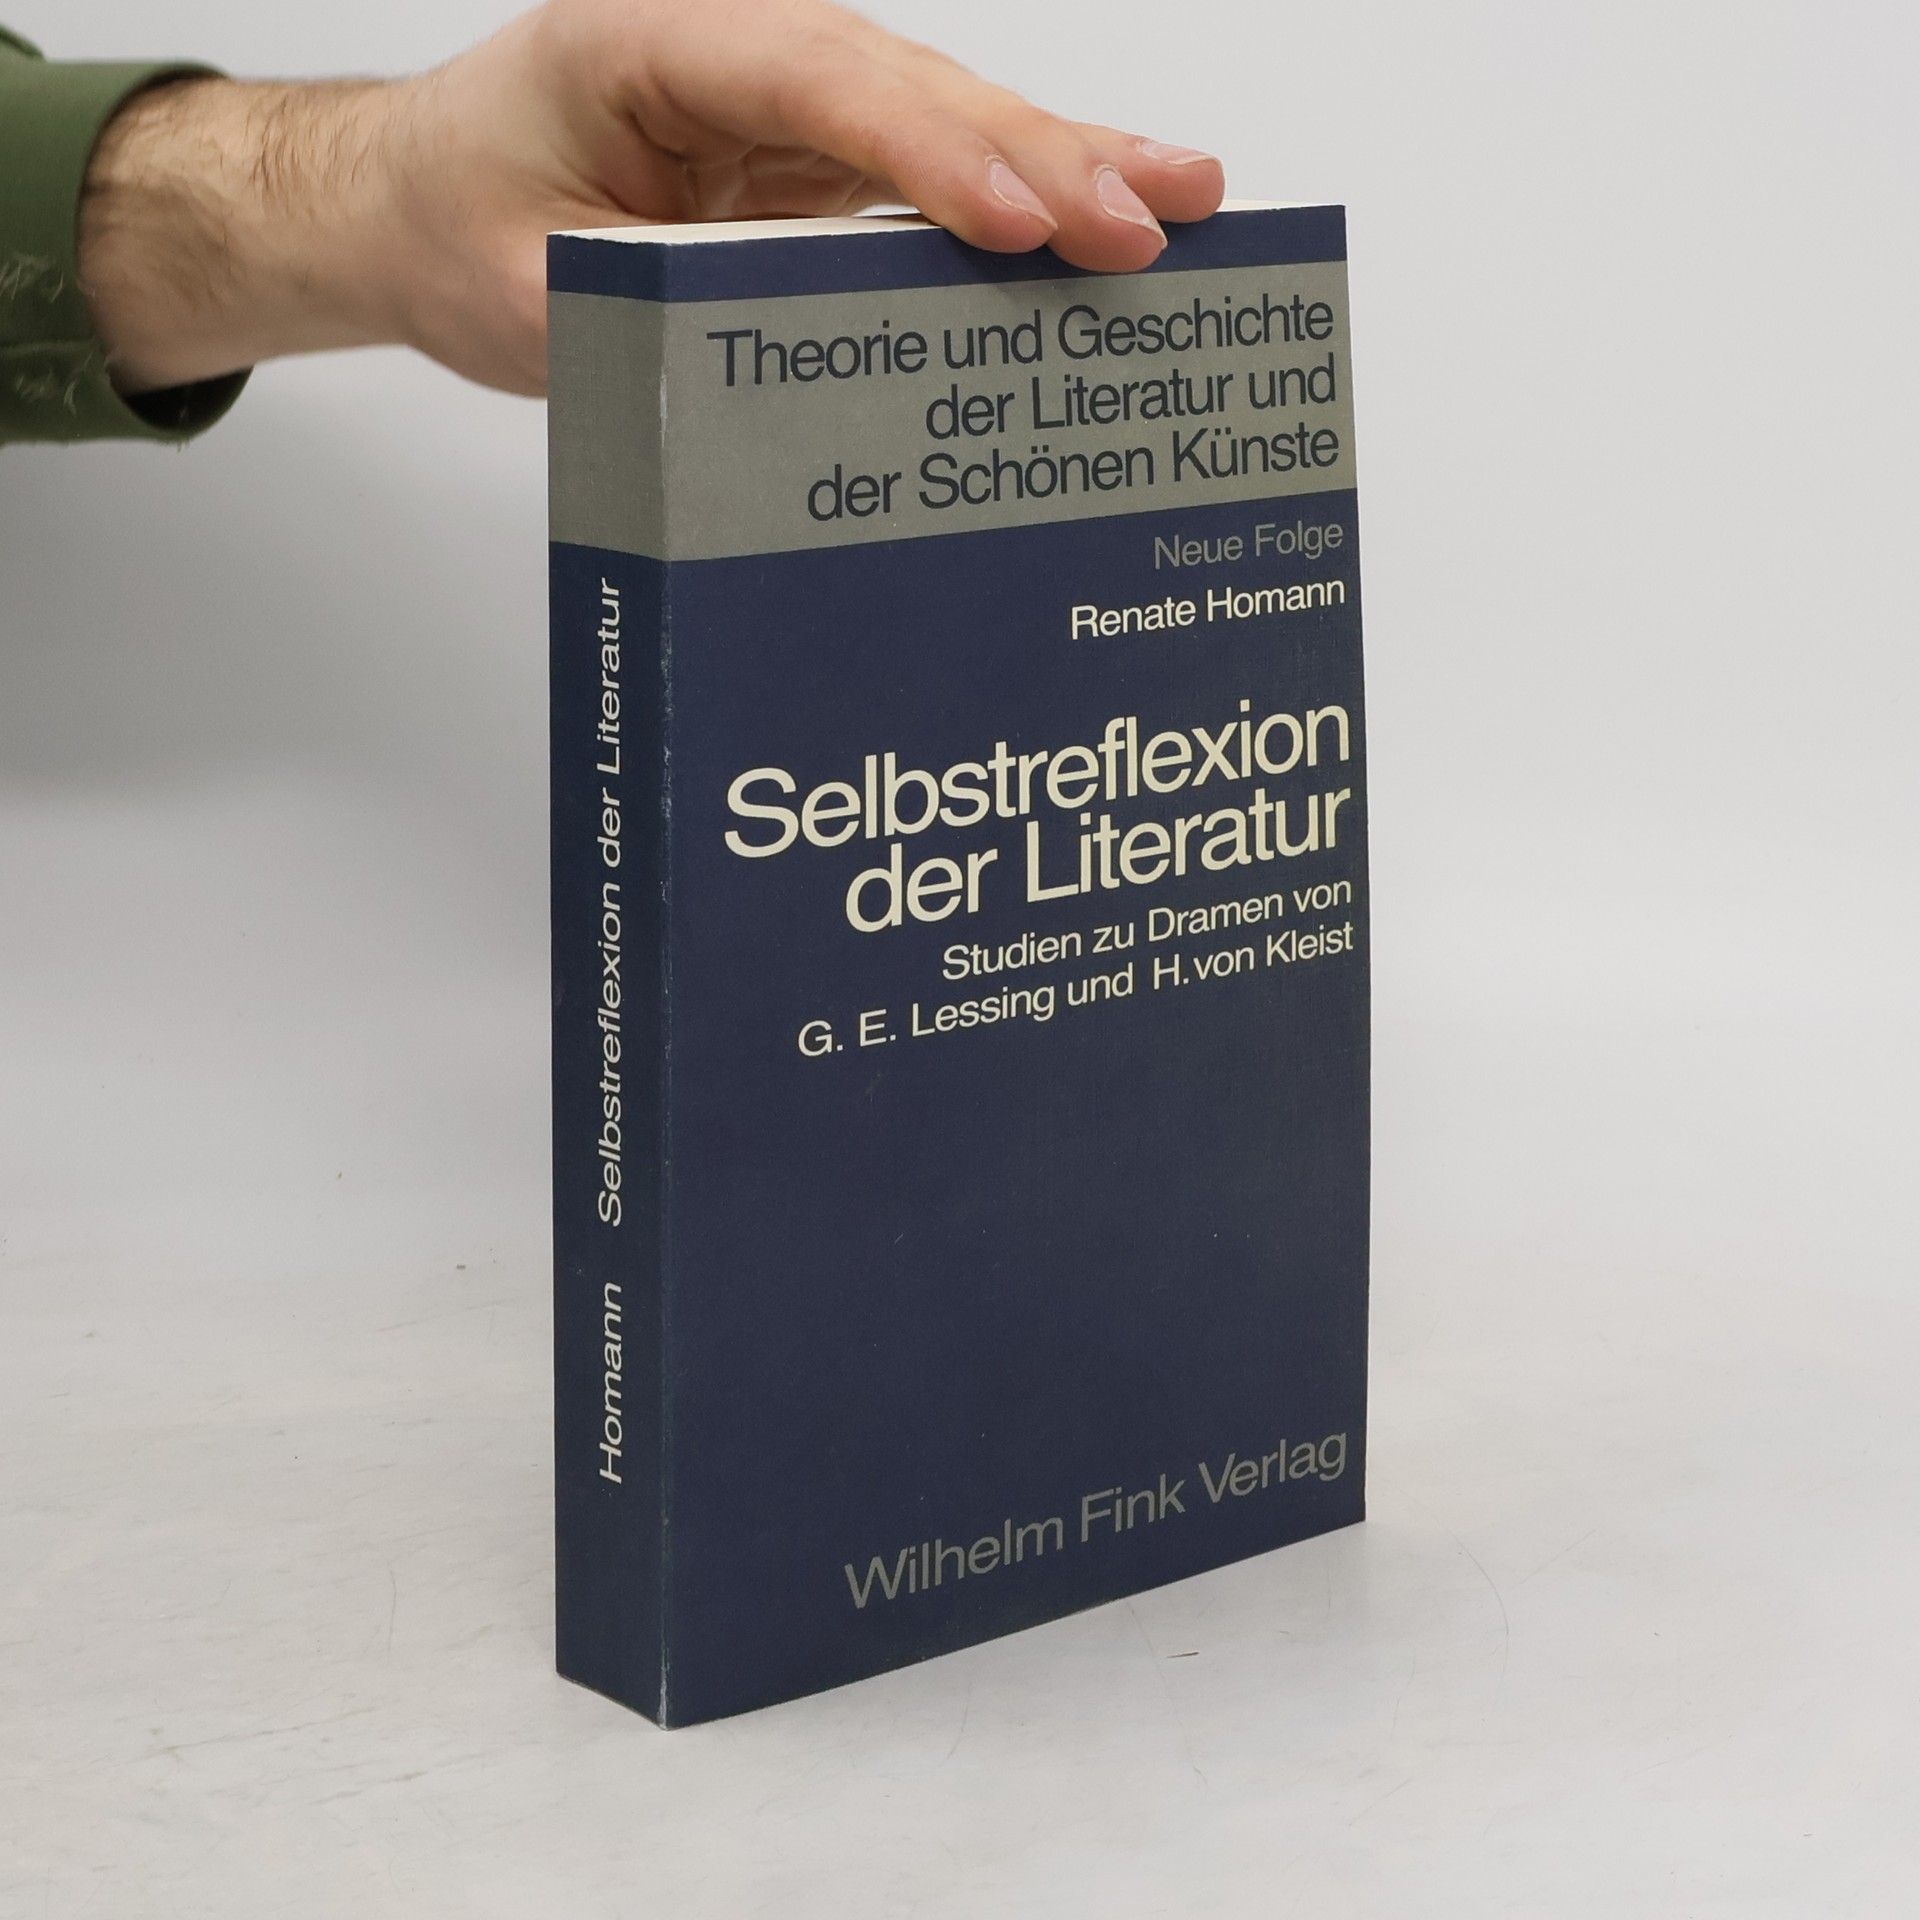 Theorie und Geschichte
der Literatur und
der Schönen Künste
Neue Folge
Renate Homann
Selbstreflexion
der Literatur
Studien zu Dramen von
G. E. Lessing und H. von Kleist
Wilhelm Fink Verlag
Homann Selbstreflexion der Literatur